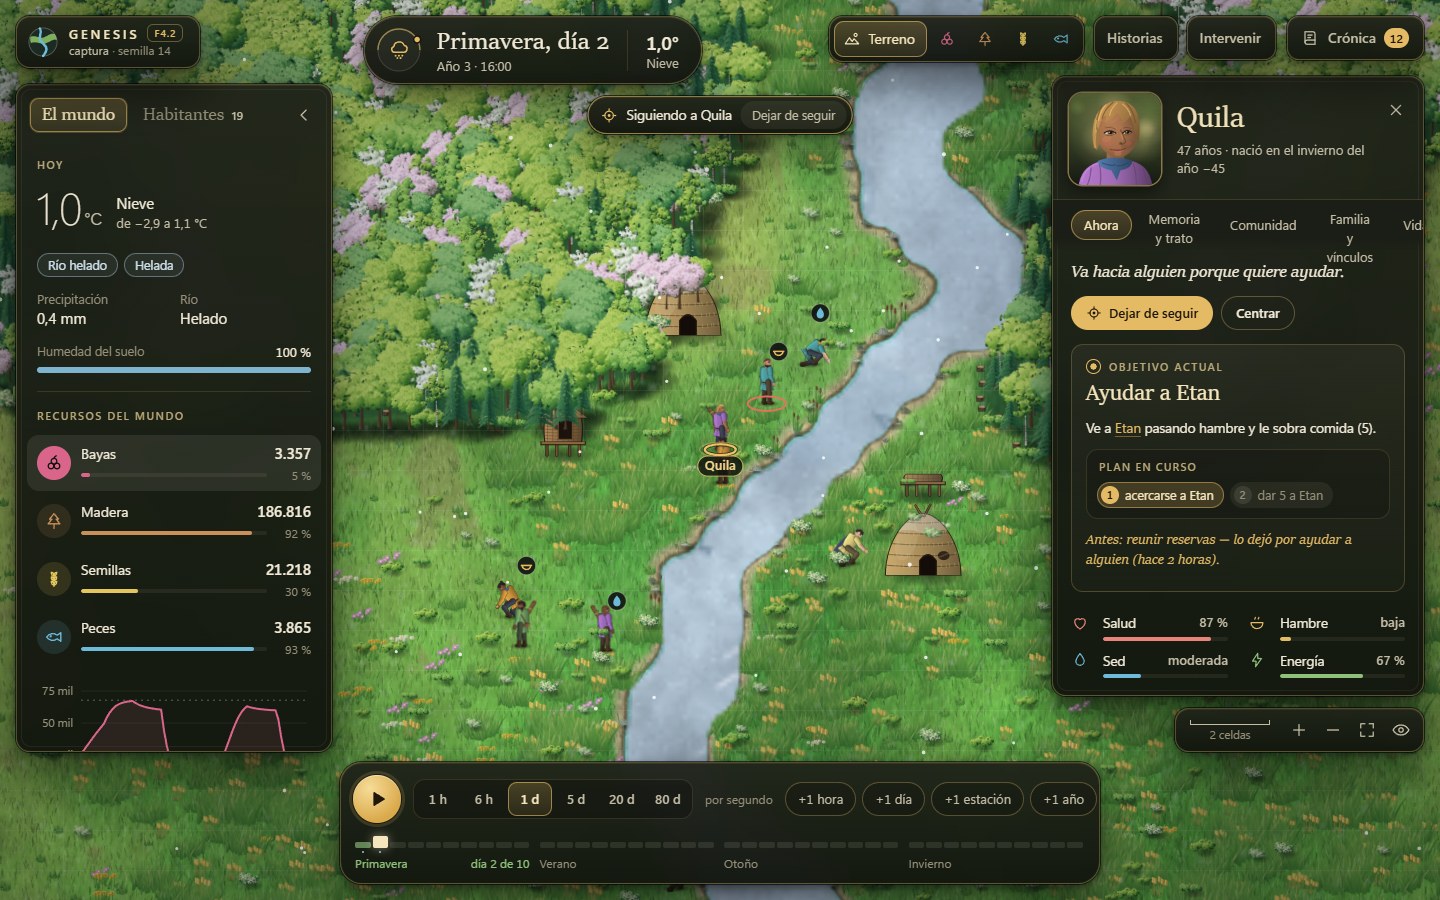 GENESIS F4.2
captura · semilla 14
Primavera, día 2
Año 3 · 16:00
1,0°
Nieve
Terreno
Historias
Intervenir
Crónica 12
El mundo
Habitantes 19
HOY
1,0 °C
Nieve
de −2,9 a 1,1 °C
Río helado
Helada
Precipitación
0,4 mm
Río
Helado
Humedad del suelo 100 %
RECURSOS DEL MUNDO
Bayas 3.357
5 %
Madera 186.816
92 %
Semillas 21.218
30 %
Peces 3.865
93 %
75 mil
50 mil
Siguiendo a Quila Dejar de seguir
Quila
Quila
47 años · nació en el invierno del
año −45
Ahora
Memoria
y trato
Comunidad
Familia
y
vínculos
Vid
Va hacia alguien porque quiere ayudar.
Dejar de seguir
Centrar
OBJETIVO ACTUAL
Ayudar a Etan
Ve a Etan pasando hambre y le sobra comida (5).
PLAN EN CURSO
1 acercarse a Etan
2 dar 5 a Etan
Antes: reunir reservas — lo dejó por ayudar a
alguien (hace 2 horas).
Salud 87 %
Hambre baja
Sed moderada
Energía 67 %
2 celdas
1 h 6 h 1 d 5 d 20 d 80 d por segundo +1 hora +1 día +1 estación +1 año
Primavera día 2 de 10 Verano Otoño Invierno